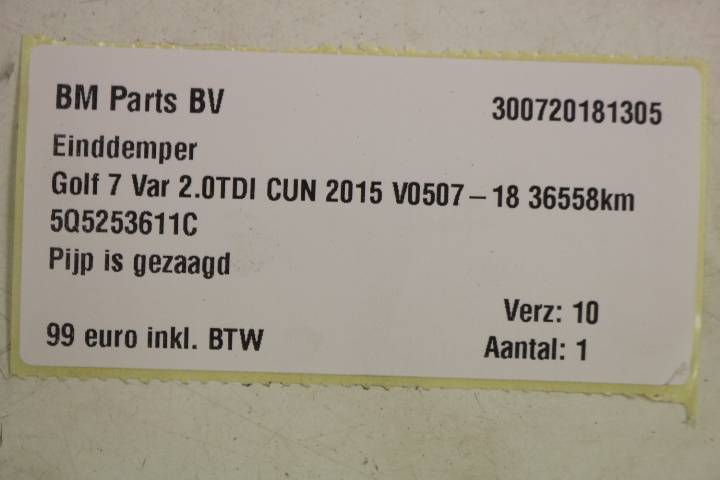 BM Parts BV
300720181305
Einddemper
Golf 7 Var 2.0TDI CUN 2015 V0507-18 36558km
5Q5253611C
Pijp is gezaagd
Verz: 10
99 euro inkl. BTW
Aantal: 1